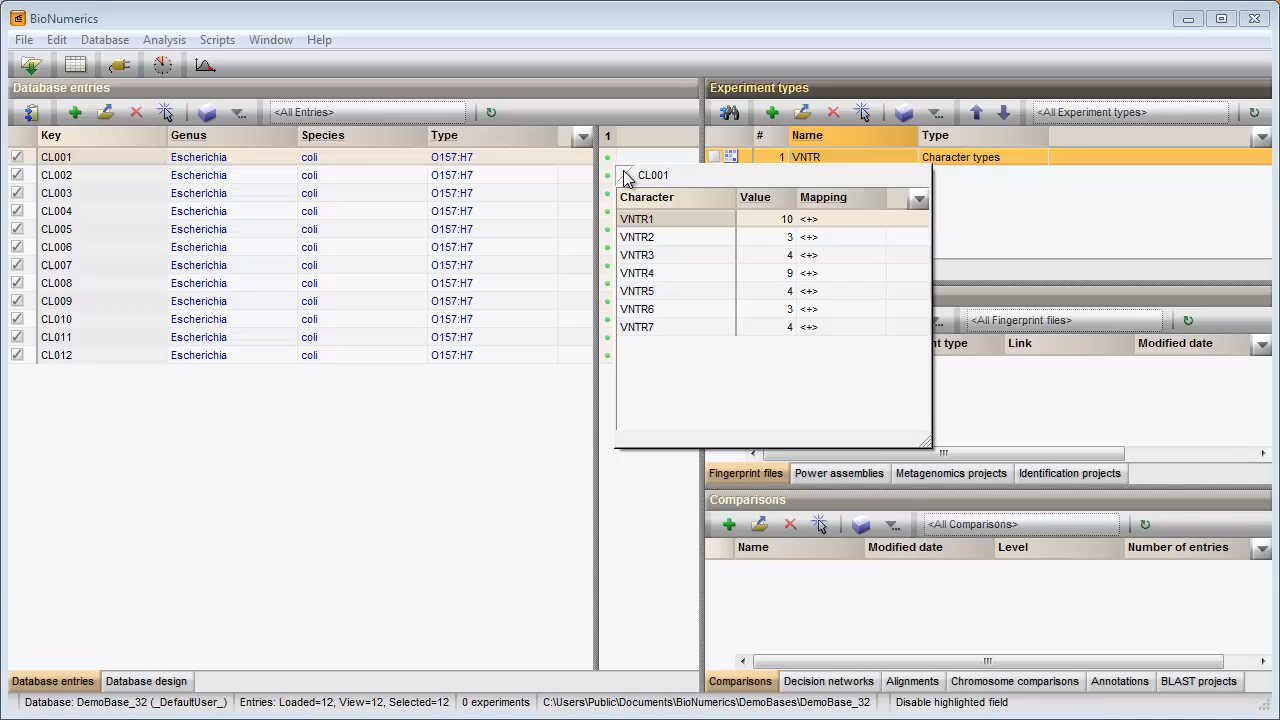 BioNumerics
File Edit Database Analysis Scripts Window Help
Database entries
<All Entries>
Key Genus Species Type
CL001 Escherichia coli O157:H7
CL002 Escherichia coli O157:H7
CL003 Escherichia coli O157:H7
CL004 Escherichia coli O157:H7
CL005 Escherichia coli O157:H7
CL006 Escherichia coli O157:H7
CL007 Escherichia coli O157:H7
CL008 Escherichia coli O157:H7
CL009 Escherichia coli O157:H7
CL010 Escherichia coli O157:H7
CL011 Escherichia coli O157:H7
CL012 Escherichia coli O157:H7
1
Database entries Database design
Experiment types
<All Experiment types>
# Name Type
1 VNTR Character types
CL001
Character Value Mapping
VNTR1 10 <+>
VNTR2 3 <+>
VNTR3 4 <+>
VNTR4 9 <+>
VNTR5 4 <+>
VNTR6 3 <+>
VNTR7 4 <+>
<All Fingerprint files>
Link Modified date
Fingerprint files Power assemblies Metagenomics projects Identification projects
Comparisons
<All Comparisons>
Name Modified date Level Number of entries
Comparisons Decision networks Alignments Chromosome comparisons Annotations BLAST projects
Database: DemoBase_32 (_DefaultUser_) Entries: Loaded=12, View=12, Selected=12 0 experiments C:\Users\Public\Documents\BioNumerics\DemoBases\DemoBase_32 Disable highlighted field